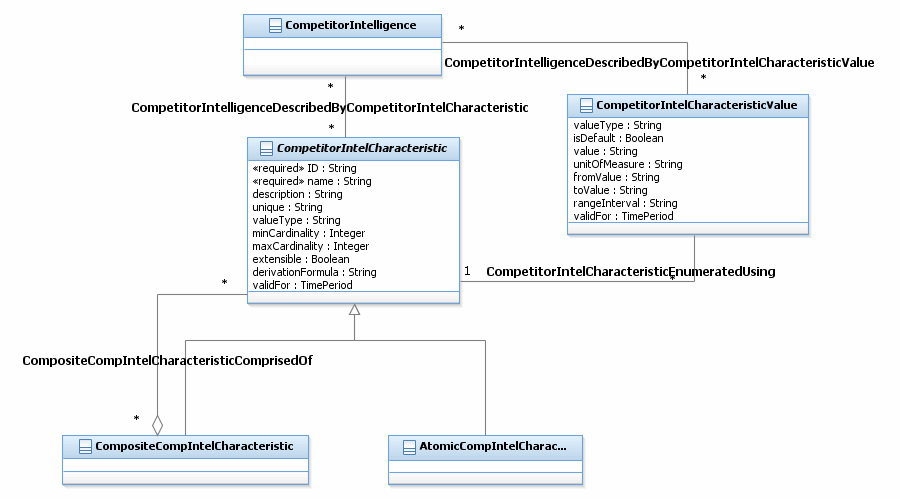 CompetitorIntelligence
*
CompetitorIntelligenceDescribedByCompetitorIntelCharacteristicValue
*
*
CompetitorIntelligenceDescribedByCompetitorIntelCharacteristic
*
CompetitorIntelCharacteristicValue
valueType : String
isDefault : Boolean
value : String
unitOfMeasure : String
fromValue : String
toValue : String
rangeInterval : String
validFor : TimePeriod
CompetitorIntelCharacteristic
«required» ID : String
«required» name : String
description : String
unique : String
valueType : String
minCardinality : Integer
maxCardinality : Integer
extensible : Boolean
derivationFormula : String
validFor : TimePeriod
1
CompetitorIntelCharacteristicEnumeratedUsing
*
*
CompositeCompIntelCharacteristicComprisedOf
*
CompositeCompIntelCharacteristic
AtomicCompIntelCharac...